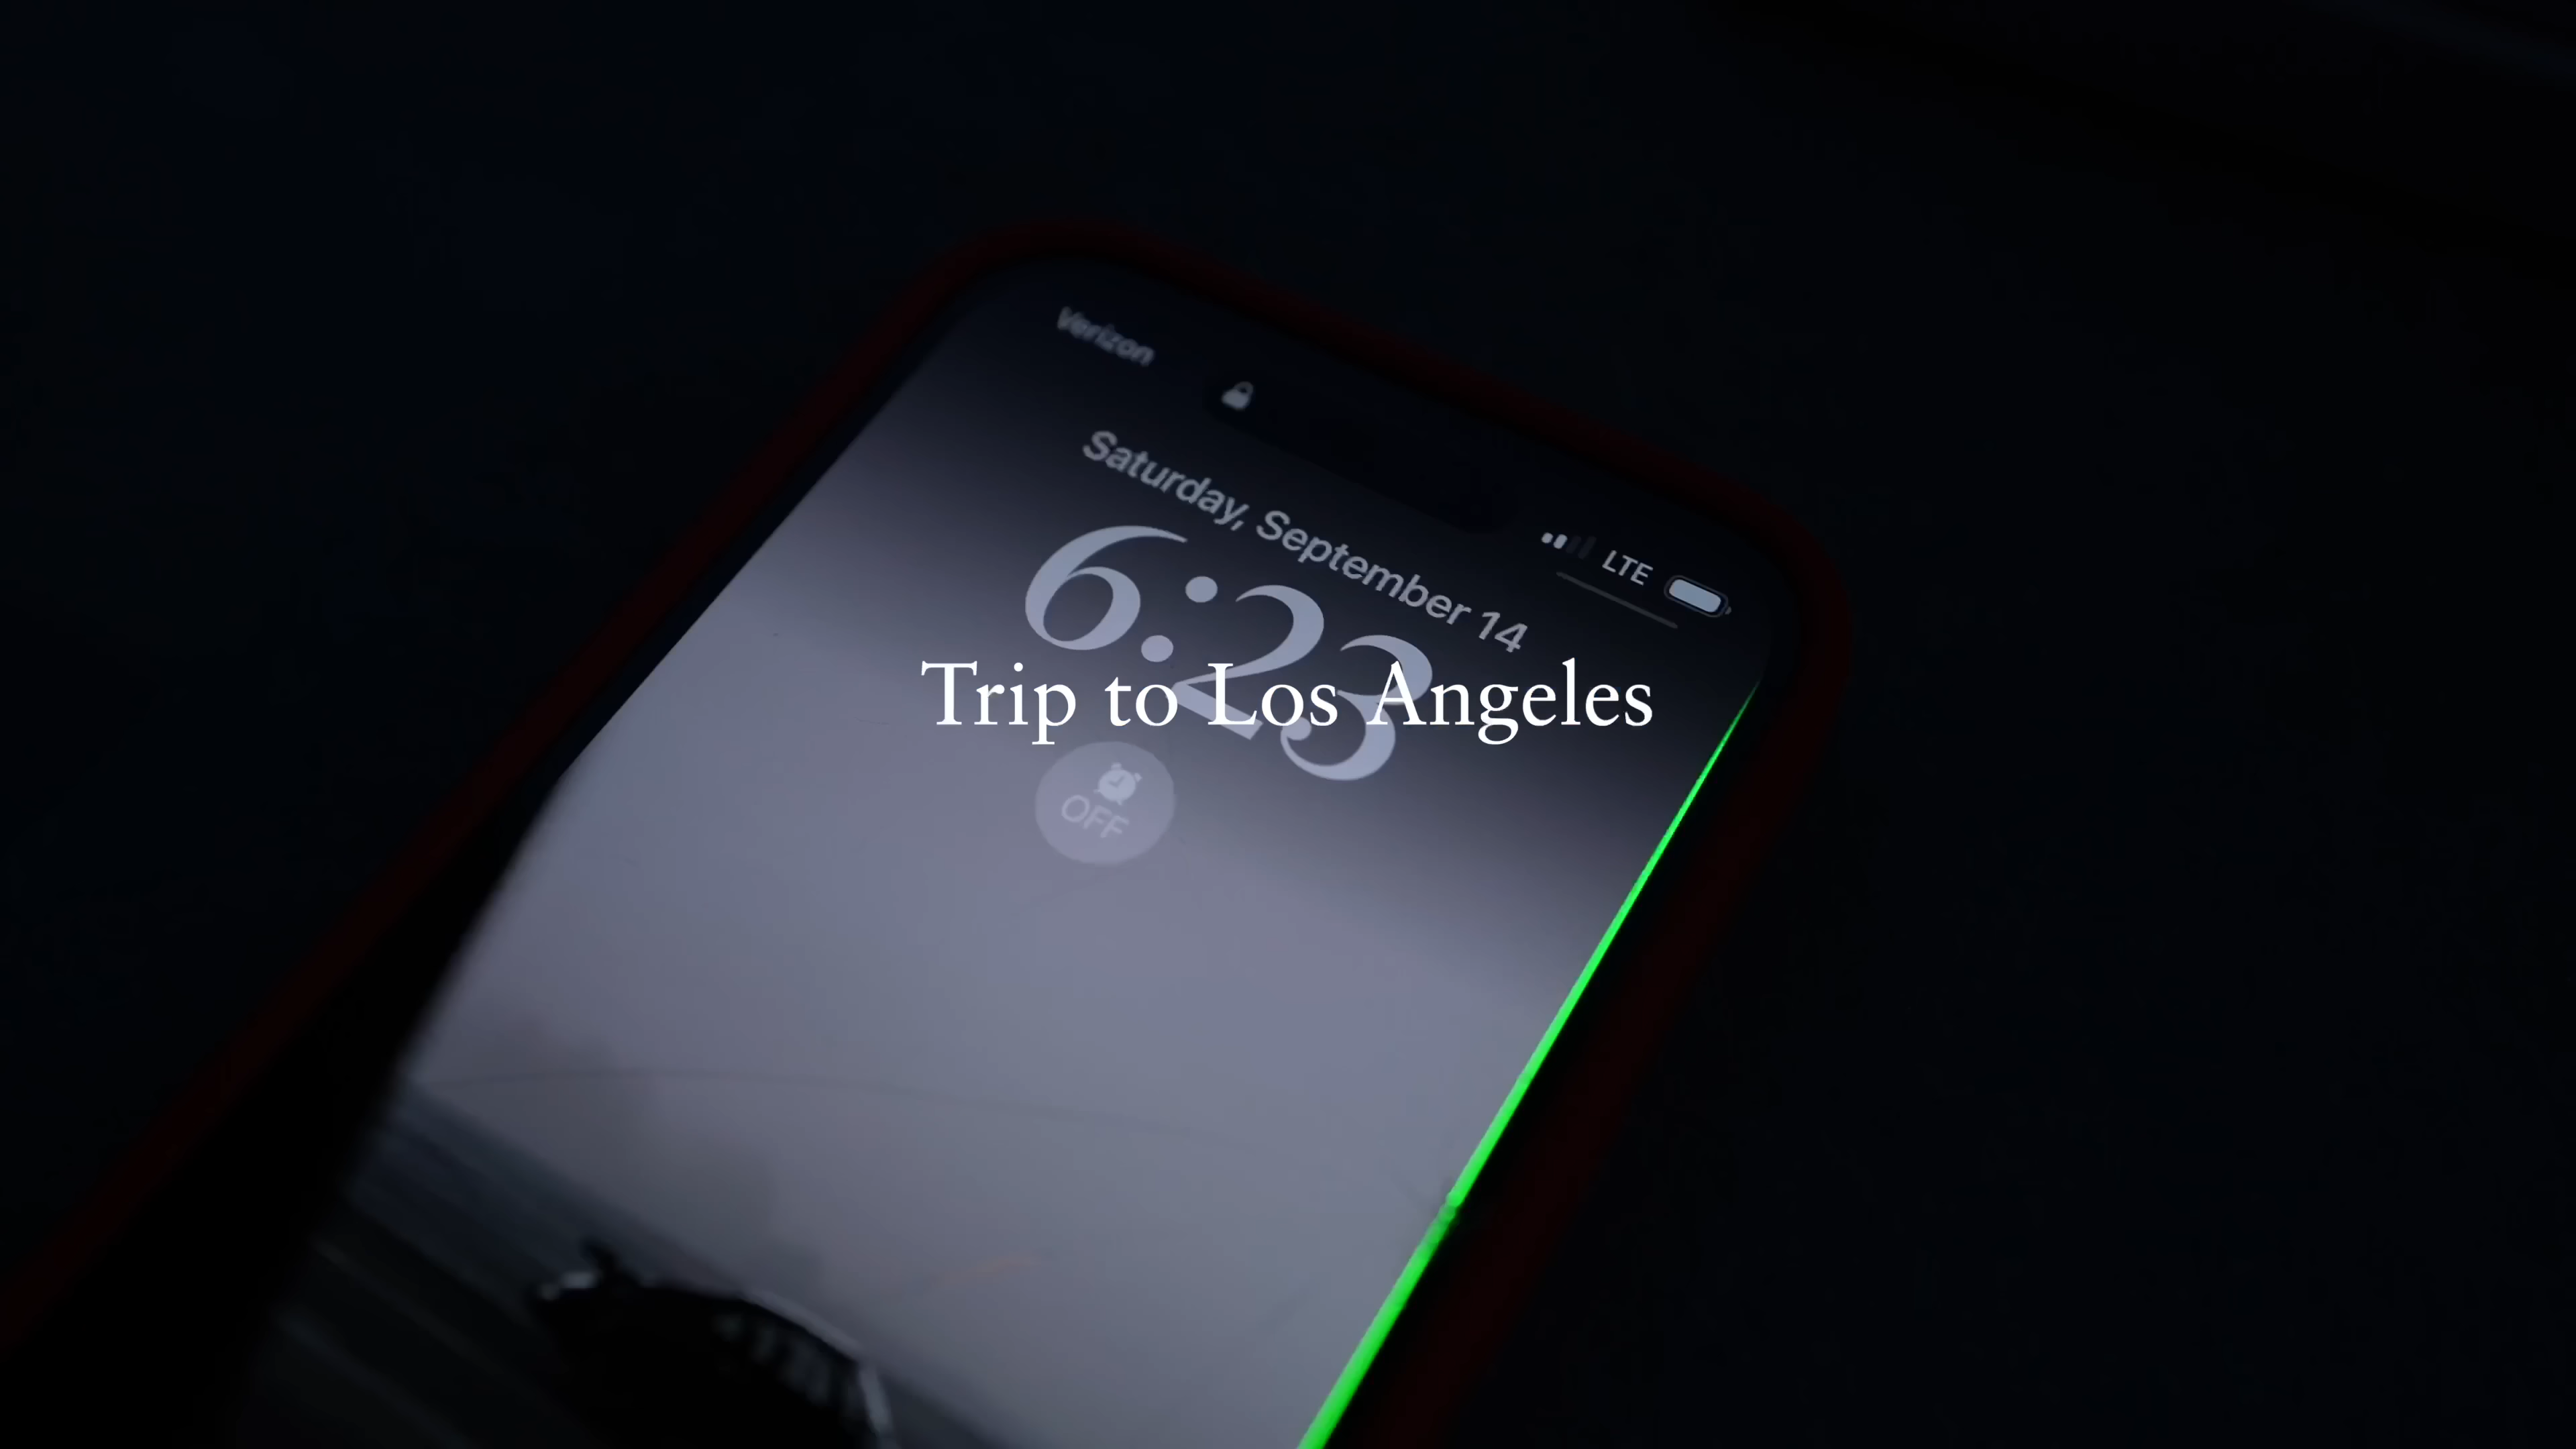 Verizon
LTE
Saturday, September 14
6:23
Trip to Los Angeles
OFF